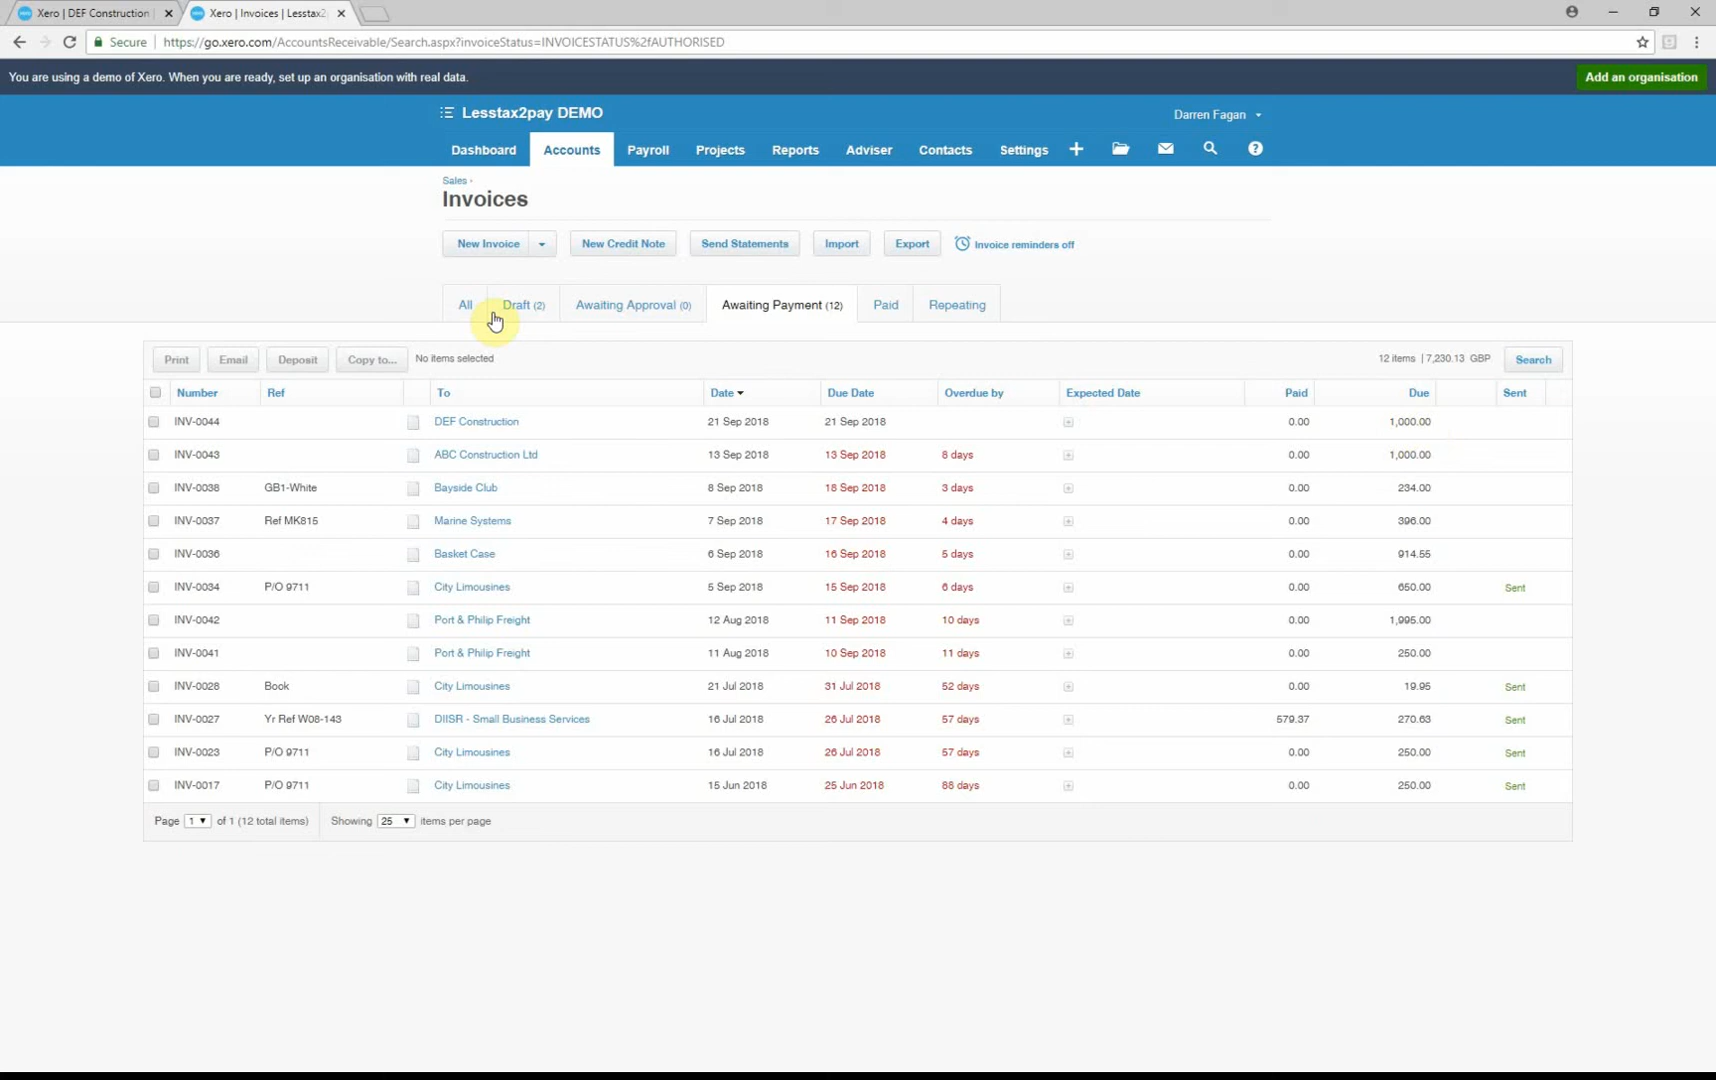 Xero | DEF Construction
Xero | Invoices | Lesstax2
Secure
https://go.xero.com/AccountsReceivable/Search.aspx?invoiceStatus=INVOICESTATUS%2fAUTHORISED
You are using a demo of Xero. When you are ready, set up an organisation with real data.
Add an organisation
Lesstax2pay DEMO
Darren Fagan
Dashboard Accounts Payroll Projects Reports Adviser Contacts Settings + ?
Sales ›
Invoices
New Invoice New Credit Note Send Statements Import Export Invoice reminders off
All Draft (2) Awaiting Approval (0) Awaiting Payment (12) Paid Repeating
Print Email Deposit Copy to... No items selected 12 items | 7,230.13 GBP Search
Number Ref To Date Due Date Overdue by Expected Date Paid Due Sent
INV-0044 DEF Construction 21 Sep 2018 21 Sep 2018 0.00 1,000.00
INV-0043 ABC Construction Ltd 13 Sep 2018 13 Sep 2018 8 days 0.00 1,000.00
INV-0038 GB1-White Bayside Club 8 Sep 2018 18 Sep 2018 3 days 0.00 234.00
INV-0037 Ref MK815 Marine Systems 7 Sep 2018 17 Sep 2018 4 days 0.00 396.00
INV-0036 Basket Case 6 Sep 2018 16 Sep 2018 5 days 0.00 914.55
INV-0034 P/O 9711 City Limousines 5 Sep 2018 15 Sep 2018 6 days 0.00 650.00 Sent
INV-0042 Port & Philip Freight 12 Aug 2018 11 Sep 2018 10 days 0.00 1,995.00
INV-0041 Port & Philip Freight 11 Aug 2018 10 Sep 2018 11 days 0.00 250.00
INV-0028 Book City Limousines 21 Jul 2018 31 Jul 2018 52 days 0.00 19.95 Sent
INV-0027 Yr Ref W08-143 DIISR - Small Business Services 16 Jul 2018 26 Jul 2018 57 days 579.37 270.63 Sent
INV-0023 P/O 9711 City Limousines 16 Jul 2018 26 Jul 2018 57 days 0.00 250.00 Sent
INV-0017 P/O 9711 City Limousines 15 Jun 2018 25 Jun 2018 88 days 0.00 250.00 Sent
Page 1 of 1 (12 total items) Showing 25 items per page